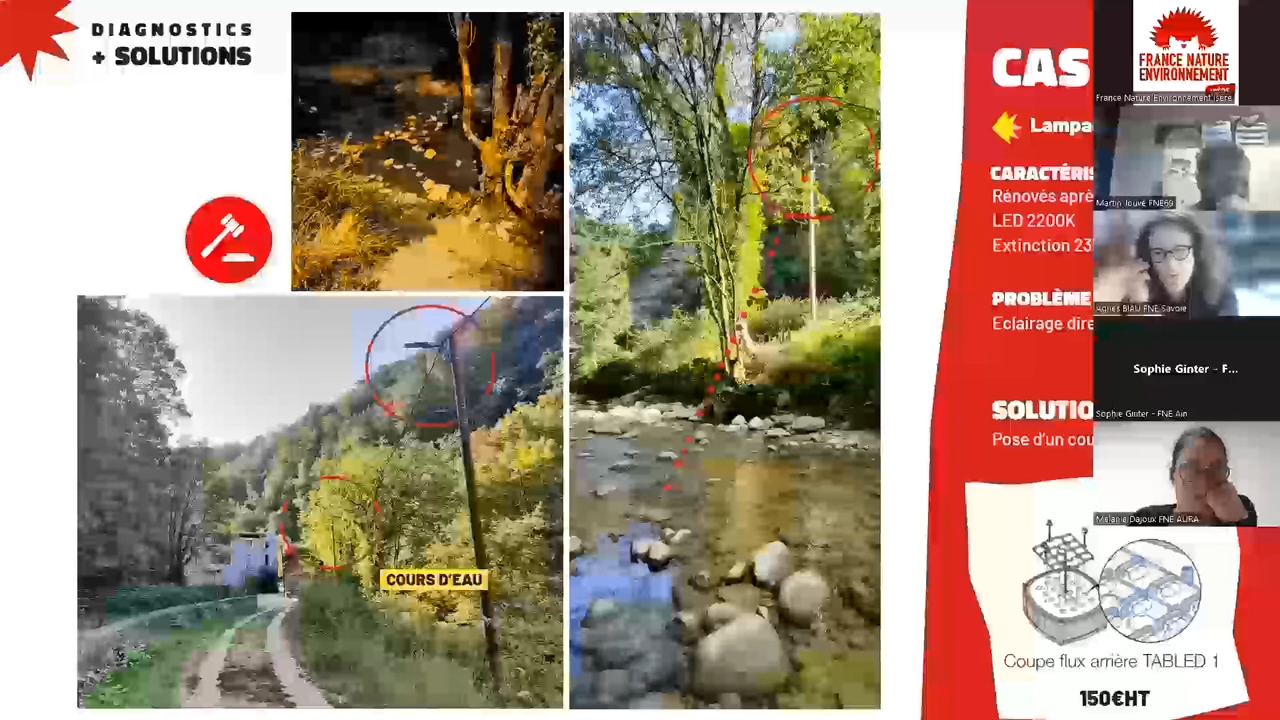 DIAGNOSTICS
+ SOLUTIONS
COURS D'EAU
CAS
Lampa
CARACTÉRIS
Rénovés aprè
LED 2200K
Extinction 23
PROBLÈME
Eclairage dire
SOLUTIO
Pose d'un cou
Coupe flux arrière TABLED 1
150€HT
FRANCE NATURE
ENVIRONNEMENT
France Nature Environnement Isère
Martin Jouvé FNE69
Agnès BIAU FNE Savoie
Sophie Ginter - F...
Sophie Ginter - FNE Ain
Mélanie Dajoux FNE AURA